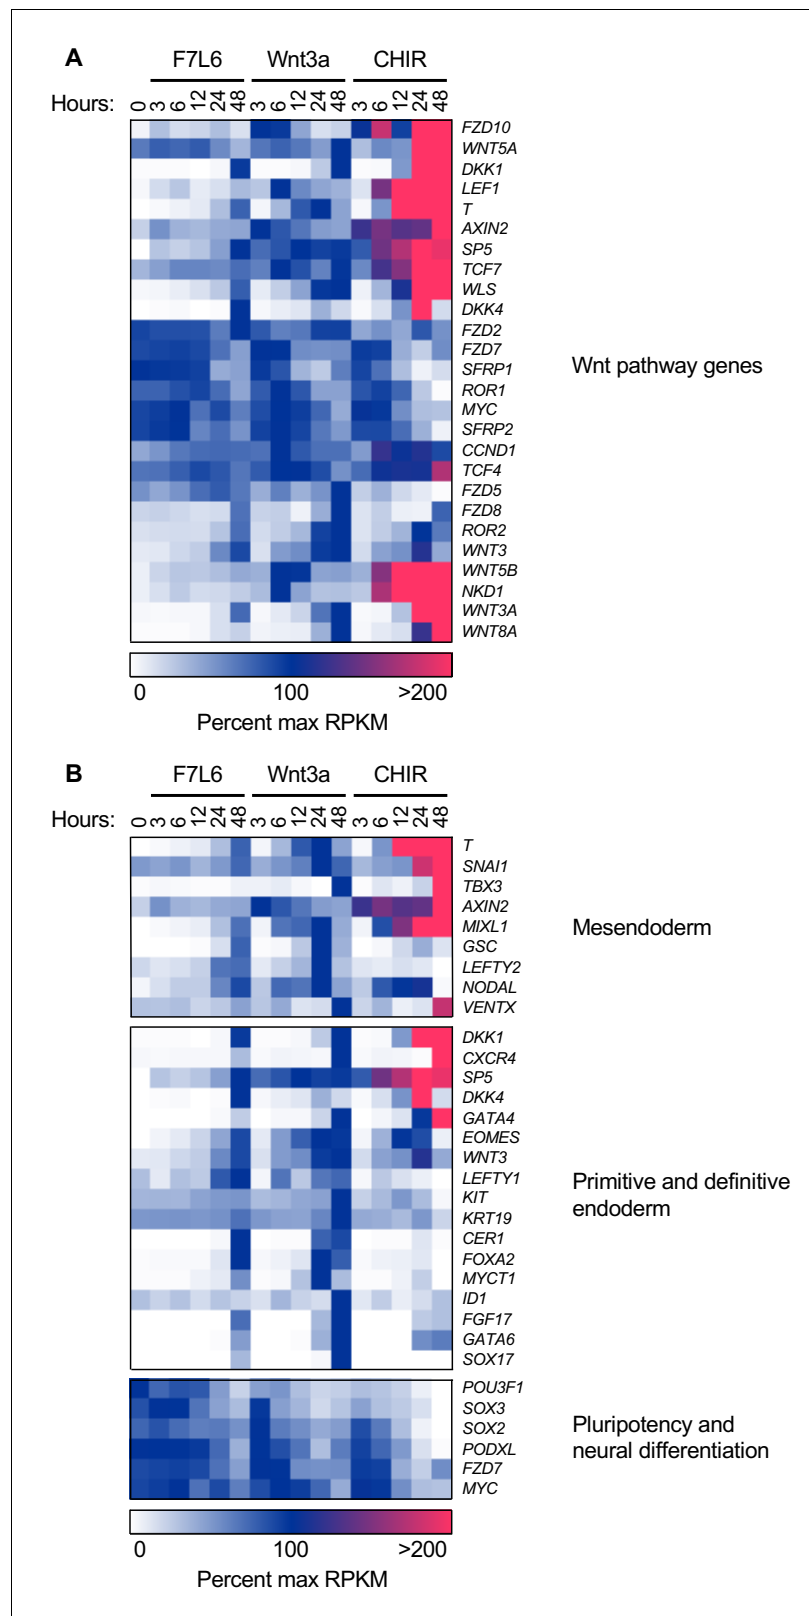 A
F7L6 Wnt3a CHIR
Hours: 0 3 6 12 24 48 3 6 12 24 48 3 6 12 24 48
FZD10
WNT5A
DKK1
LEF1
T
AXIN2
SP5
TCF7
WLS
DKK4
FZD2
FZD7
SFRP1
ROR1
MYC
SFRP2
CCND1
TCF4
FZD5
FZD8
ROR2
WNT3
WNT5B
NKD1
WNT3A
WNT8A
Wnt pathway genes
0 100 >200
Percent max RPKM
B
F7L6 Wnt3a CHIR
Hours: 0 3 6 12 24 48 3 6 12 24 48 3 6 12 24 48
T
SNAI1
TBX3
AXIN2
MIXL1
GSC
LEFTY2
NODAL
VENTX
Mesendoderm
DKK1
CXCR4
SP5
DKK4
GATA4
EOMES
WNT3
LEFTY1
KIT
KRT19
CER1
FOXA2
MYCT1
ID1
FGF17
GATA6
SOX17
Primitive and definitive
endoderm
POU3F1
SOX3
SOX2
PODXL
FZD7
MYC
Pluripotency and
neural differentiation
0 100 >200
Percent max RPKM